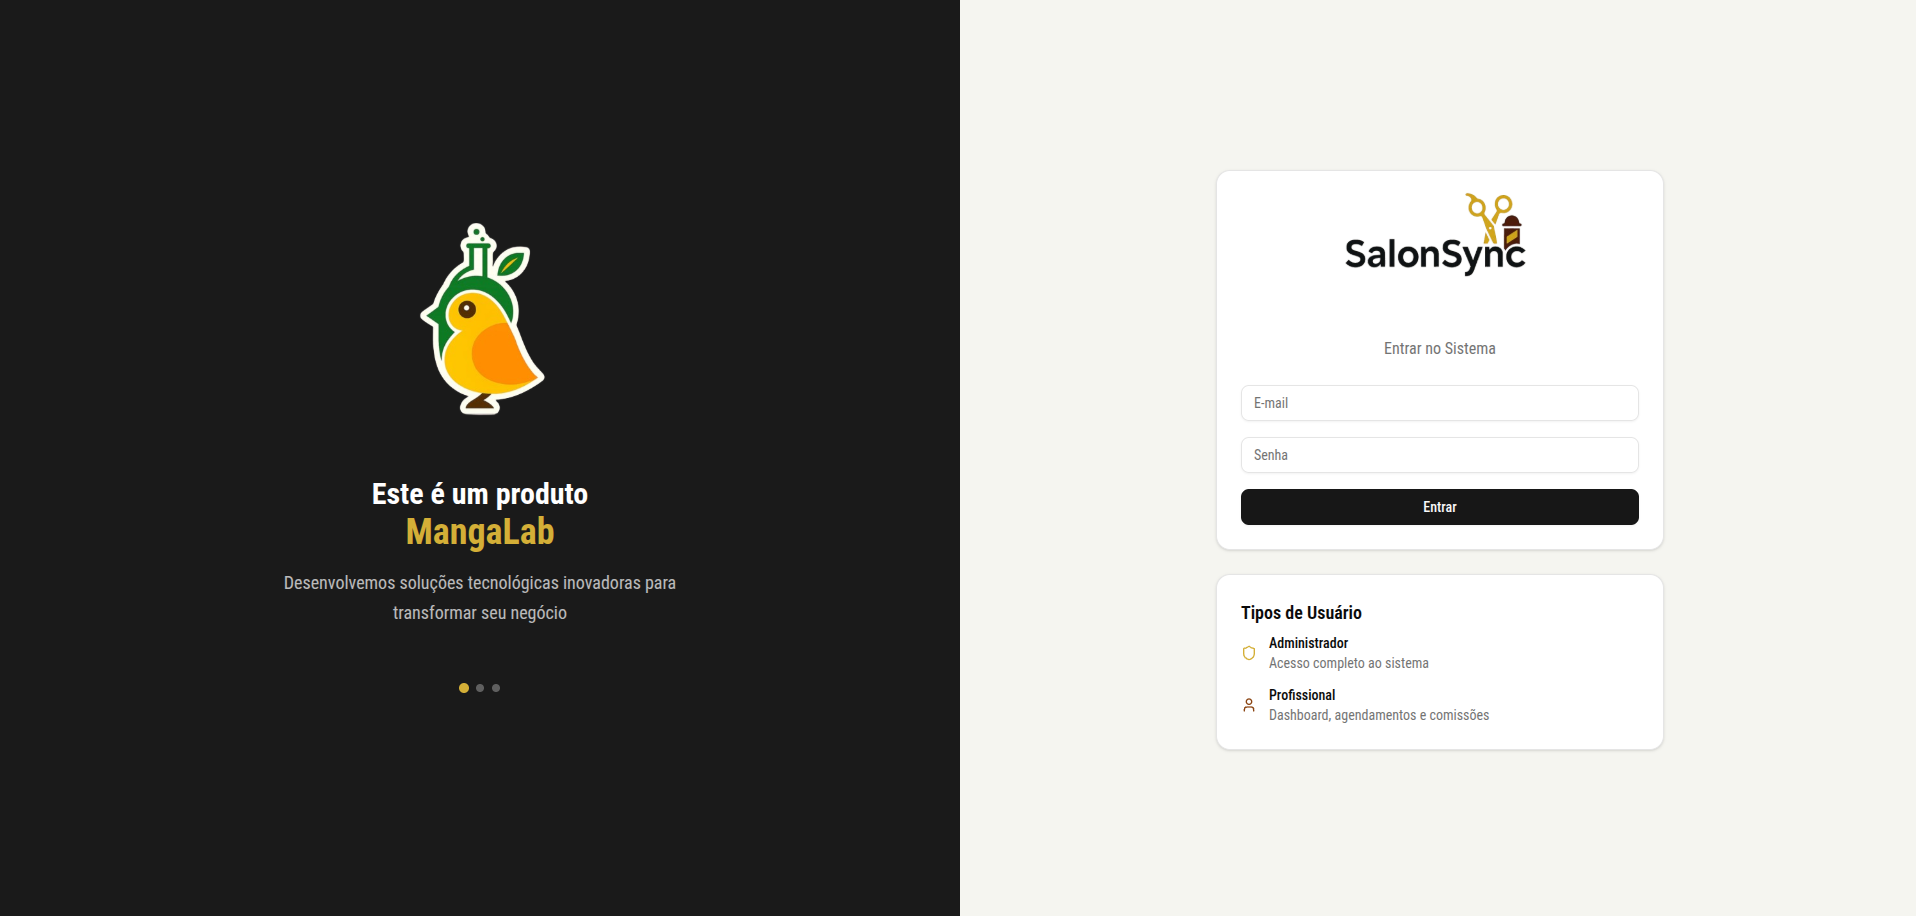 Este é um produto
MangaLab
Desenvolvemos soluções tecnológicas inovadoras para
transformar seu negócio
SalonSync
Entrar no Sistema
E-mail
Senha
Entrar
Tipos de Usuário
Administrador
Acesso completo ao sistema
Profissional
Dashboard, agendamentos e comissões